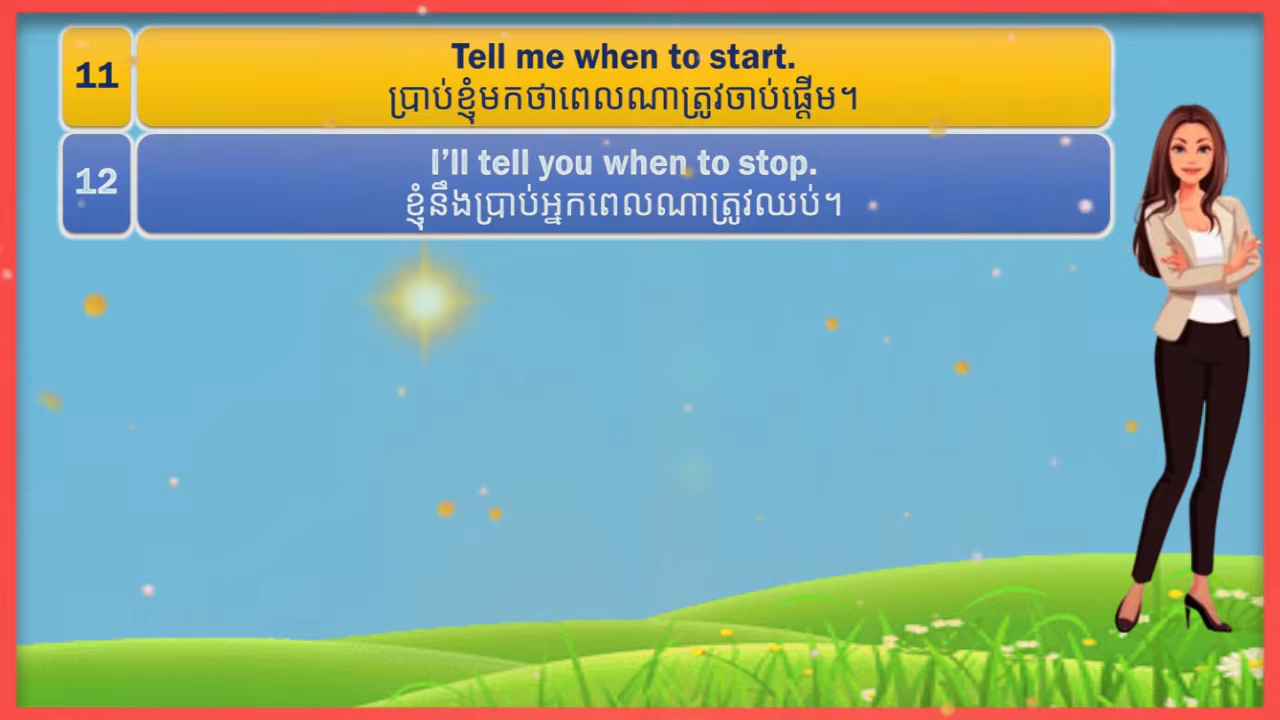 11
Tell me when to start.
ប្រាប់ខ្ញុំមកថាពេលណាត្រូវចាប់ផ្តើម។
12
I’ll tell you when to stop.
ខ្ញុំនឹងប្រាប់អ្នកពេលណាត្រូវឈប់។